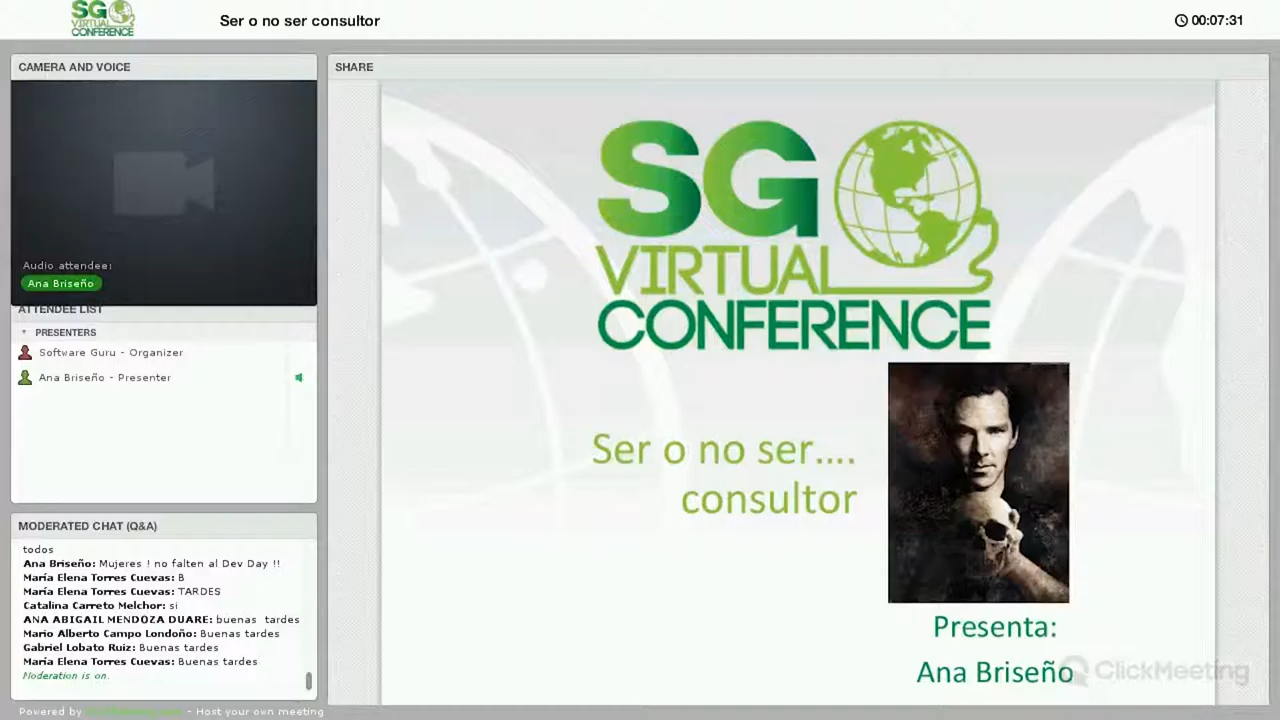 SG
VIRTUAL
CONFERENCE
Ser o no ser consultor
00:07:31
CAMERA AND VOICE
Audio attendee:
Ana Briseño
ATTENDEE LIST
PRESENTERS
Software Guru - Organizer
Ana Briseño - Presenter
MODERATED CHAT (Q&A)
todos
Ana Briseño: Mujeres ! no falten al Dev Day !!
María Elena Torres Cuevas: B
María Elena Torres Cuevas: TARDES
Catalina Carreto Melchor: si
ANA ABIGAIL MENDOZA DUARE: buenas tardes
Mario Alberto Campo Londoño: Buenas tardes
Gabriel Lobato Ruiz: Buenas tardes
María Elena Torres Cuevas: Buenas tardes
Moderation is on.
Powered by - Host your own meeting
SHARE
SG
VIRTUAL
CONFERENCE
Ser o no ser....
consultor
Presenta:
Ana Briseño
ClickMeeting